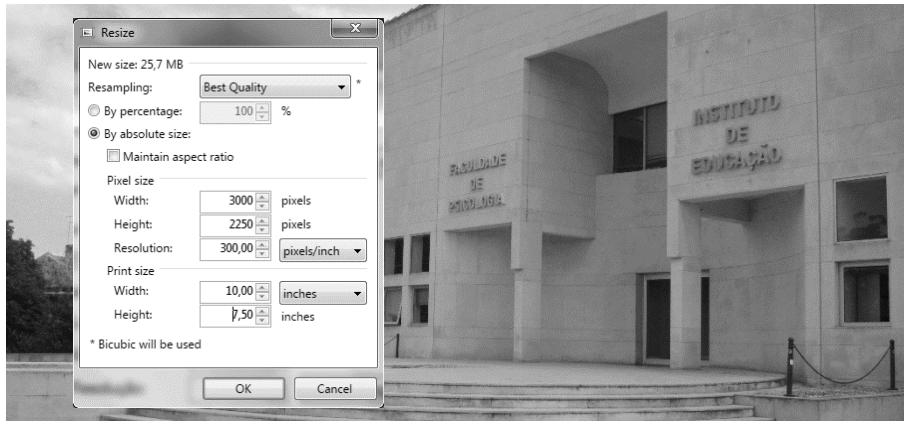 Resize
New size: 25,7 MB
Resampling: Best Quality *
By percentage: 100 %
By absolute size:
Maintain aspect ratio
Pixel size
Width: 3000 pixels
Height: 2250 pixels
Resolution: 300,00 pixels/inch
Print size
Width: 10,00 inches
Height: 7,50 inches
* Bicubic will be used
OK Cancel
FACULDADE
DE
PSICOLOGIA
INSTITUTO
DE
EDUCAÇÃO